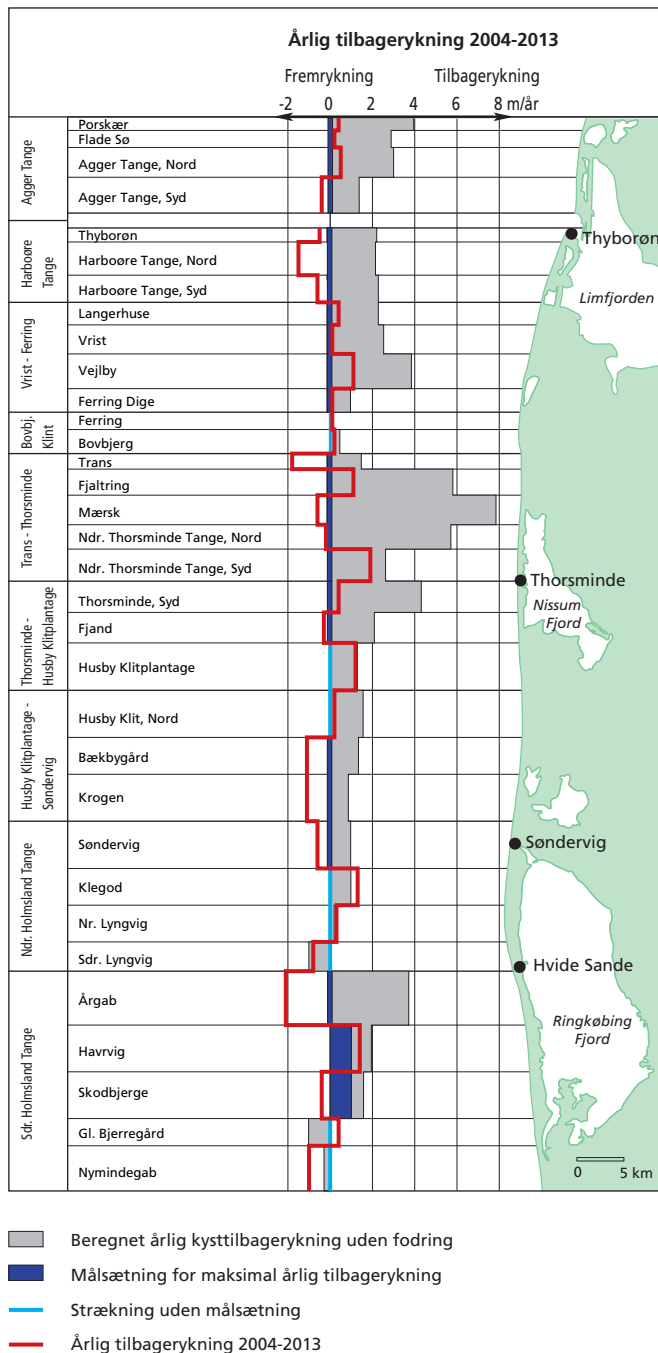 Årlig tilbagerykning 2004-2013
Fremrykning
Tilbagerykning
-2 0 2 4 6 8 m/år
Agger Tange
Porskær
Flade Sø
Agger Tange, Nord
Agger Tange, Syd
Harboøre
Tange
Thyborøn
Harboøre Tange, Nord
Harboøre Tange, Syd
Vrist - Ferring
Langerhuse
Vrist
Vejlby
Ferring Dige
Bovbj.
Klint
Ferring
Bovbjerg
Trans - Thorsminde
Trans
Fjaltring
Mærsk
Ndr. Thorsminde Tange, Nord
Ndr. Thorsminde Tange, Syd
Thorsminde -
Husby Klitplantage
Thorsminde, Syd
Fjand
Husby Klitplantage
Husby Klitplantage -
Søndervig
Husby Klit, Nord
Bækbygård
Krogen
Ndr. Holmsland Tange
Søndervig
Klegod
Nr. Lyngvig
Sdr. Lyngvig
Sdr. Holmsland Tange
Årgab
Havrvig
Skodbjerge
Gl. Bjerregård
Nymindegab
Thyborøn
Limfjorden
Thorsminde
Nissum
Fjord
Søndervig
Hvide Sande
Ringkøbing
Fjord
0 5 km
Beregnet årlig kysttilbagerykning uden fodring
Målsætning for maksimal årlig tilbagerykning
Strækning uden målsætning
Årlig tilbagerykning 2004-2013